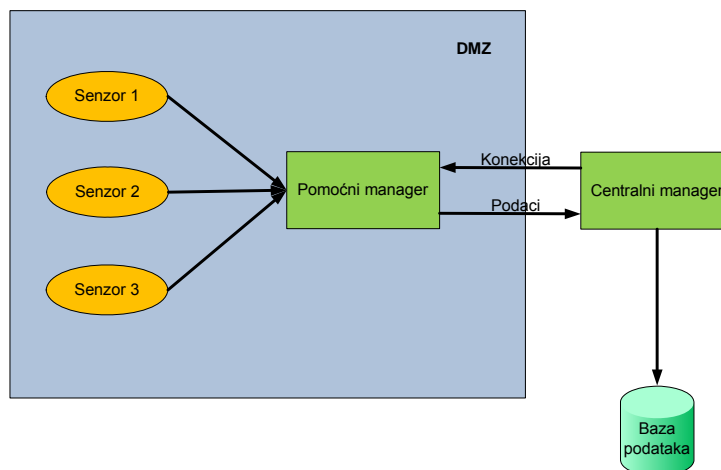 DMZ
Senzor 1
Senzor 2
Senzor 3
Pomoćni manager
Konekcija
Podaci
Centralni manager
Baza
podataka